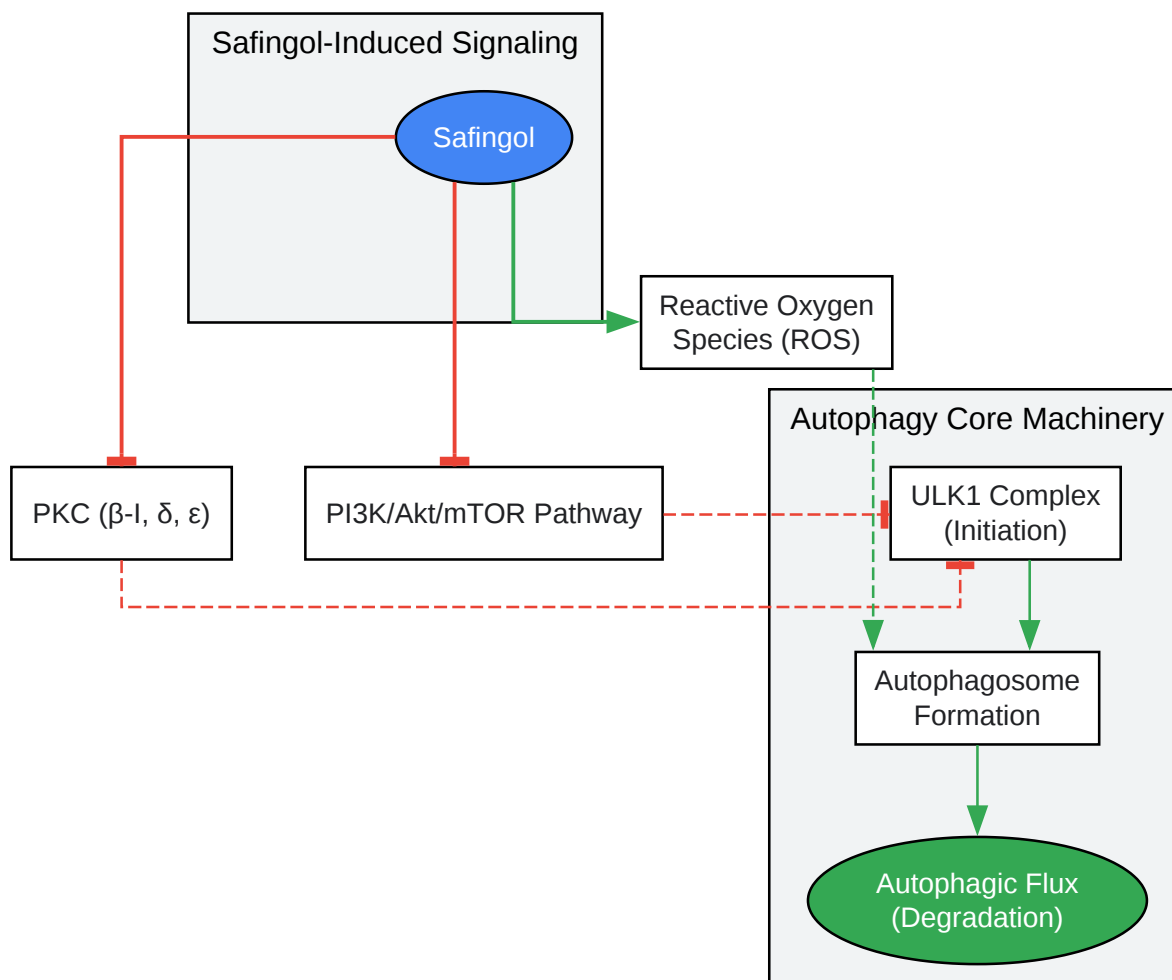 Safingol-Induced Signaling
Safingol
Reactive Oxygen
Species (ROS)
Autophagy Core Machinery
PKC (β-I, δ, ε)
PI3K/Akt/mTOR Pathway
ULK1 Complex
(Initiation)
Autophagosome
Formation
Autophagic Flux
(Degradation)